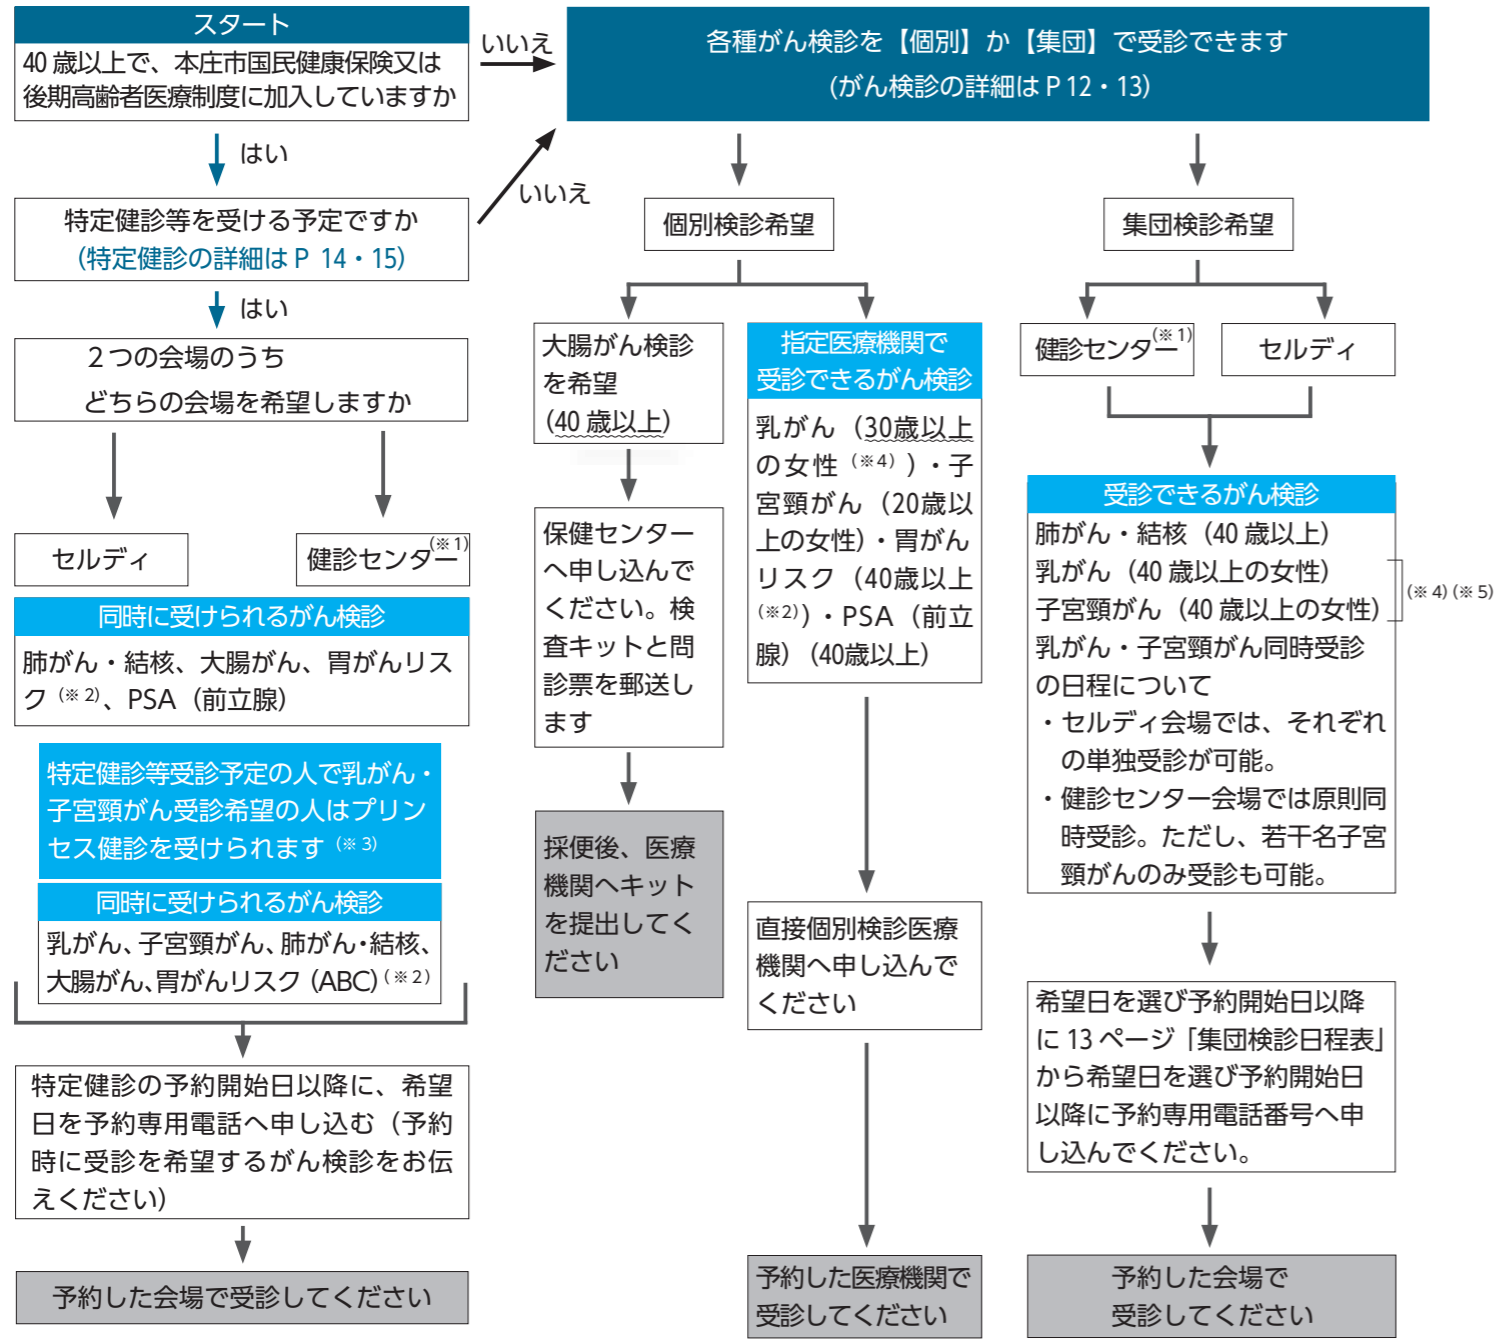 スタート
40 歳以上で、本庄市国民健康保険又は
後期高齢者医療制度に加入していますか
いいえ
はい
特定健診等を受ける予定ですか
(特定健診の詳細は P 14・15)
いいえ
はい
2つの会場のうち
どちらの会場を希望しますか
セルディ
健診センター(※1)
同時に受けられるがん検診
肺がん・結核、大腸がん、胃がんリス
ク(※2)、PSA（前立腺）
特定健診等受診予定の人で乳がん・
子宮頸がん受診希望の人はプリン
セス健診を受けられます(※3)
同時に受けられるがん検診
乳がん、子宮頸がん、肺がん・結核、
大腸がん、胃がんリスク (ABC)(※2)
特定健診の予約開始日以降に、希望
日を予約専用電話へ申し込む（予約
時に受診を希望するがん検診をお伝
えください）
予約した会場で受診してください
各種がん検診を【個別】か【集団】で受診できます
(がん検診の詳細は P 12・13)
個別検診希望
大腸がん検診
を希望
(40 歳以上)
保健センター
へ申し込んで
ください。検
査キットと問
診票を郵送し
ます
採便後、医療
機関へキット
を提出してく
ださい
指定医療機関で
受診できるがん検診
乳がん（30歳以上
の女性(※4)）・子
宮頸がん（20歳以
上の女性）・胃がん
リスク（40歳以上
(※2)）・PSA（前立
腺）(40歳以上）
直接個別検診医療
機関へ申し込んで
ください
予約した医療機関で
受診してください
集団検診希望
健診センター(※1)
セルディ
受診できるがん検診
肺がん・結核（40 歳以上）
乳がん（40 歳以上の女性）
子宮頸がん（40 歳以上の女性）
(※4)(※5)
乳がん・子宮頸がん同時受診
の日程について
・セルディ会場では、それぞれ
の単独受診が可能。
・健診センター会場では原則同
時受診。ただし、若干名子宮
頸がんのみ受診も可能。
希望日を選び予約開始日以降
に 13 ページ「集団検診日程表」
から希望日を選び予約開始日
以降に予約専用電話番号へ申
し込んでください。
予約した会場で
受診してください